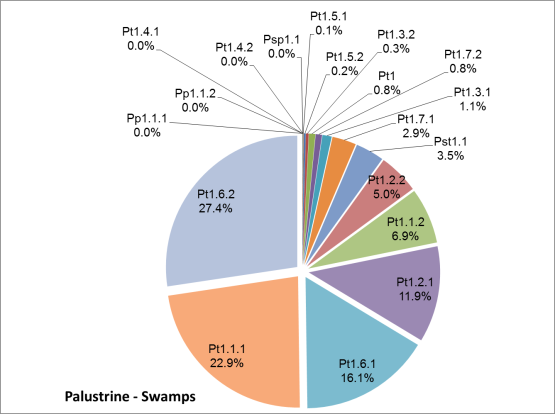 Pt1.5.1
0.1%
Pt1.4.1
0.0%
Psp1.1
0.0%
Pt1.3.2
0.3%
Pt1.4.2
0.0%
Pt1.5.2
0.2%
Pt1.7.2
0.8%
Pt1
0.8%
Pp1.1.2
0.0%
Pt1.3.1
1.1%
Pp1.1.1
0.0%
Pt1.7.1
2.9%
Pst1.1
3.5%
Pt1.2.2
5.0%
Pt1.6.2
27.4%
Pt1.1.2
6.9%
Pt1.2.1
11.9%
Pt1.1.1
22.9%
Pt1.6.1
16.1%
Palustrine - Swamps